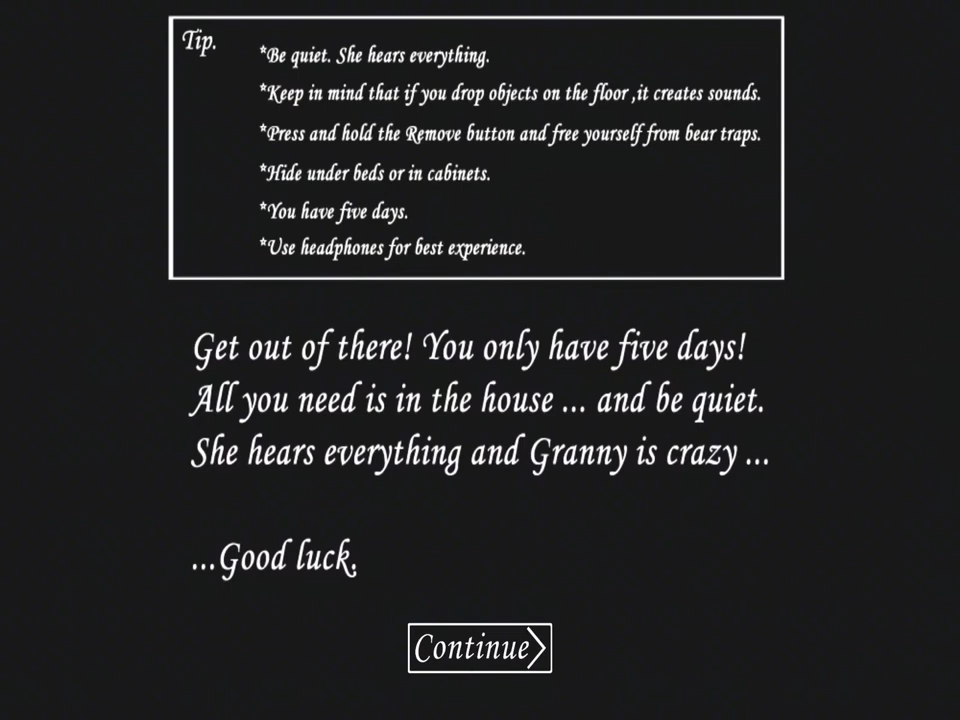 Tip.
*Be quiet. She hears everything.
*Keep in mind that if you drop objects on the floor ,it creates sounds.
*Press and hold the Remove button and free yourself from bear traps.
*Hide under beds or in cabinets.
*You have five days.
*Use headphones for best experience.
Get out of there! You only have five days!
All you need is in the house ... and be quiet.
She hears everything and Granny is crazy ...
...Good luck.
Continue>